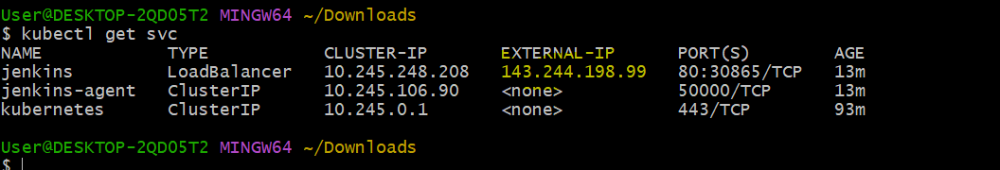 User@DESKTOP-2QD05T2 MINGW64 ~/Downloads
$ kubectl get svc
NAME            TYPE           CLUSTER-IP       EXTERNAL-IP      PORT(S)        AGE
jenkins         LoadBalancer   10.245.248.208   143.244.198.99   80:30865/TCP   13m
jenkins-agent   ClusterIP      10.245.106.90    <none>           50000/TCP      13m
kubernetes      ClusterIP      10.245.0.1       <none>           443/TCP        93m
User@DESKTOP-2QD05T2 MINGW64 ~/Downloads
$